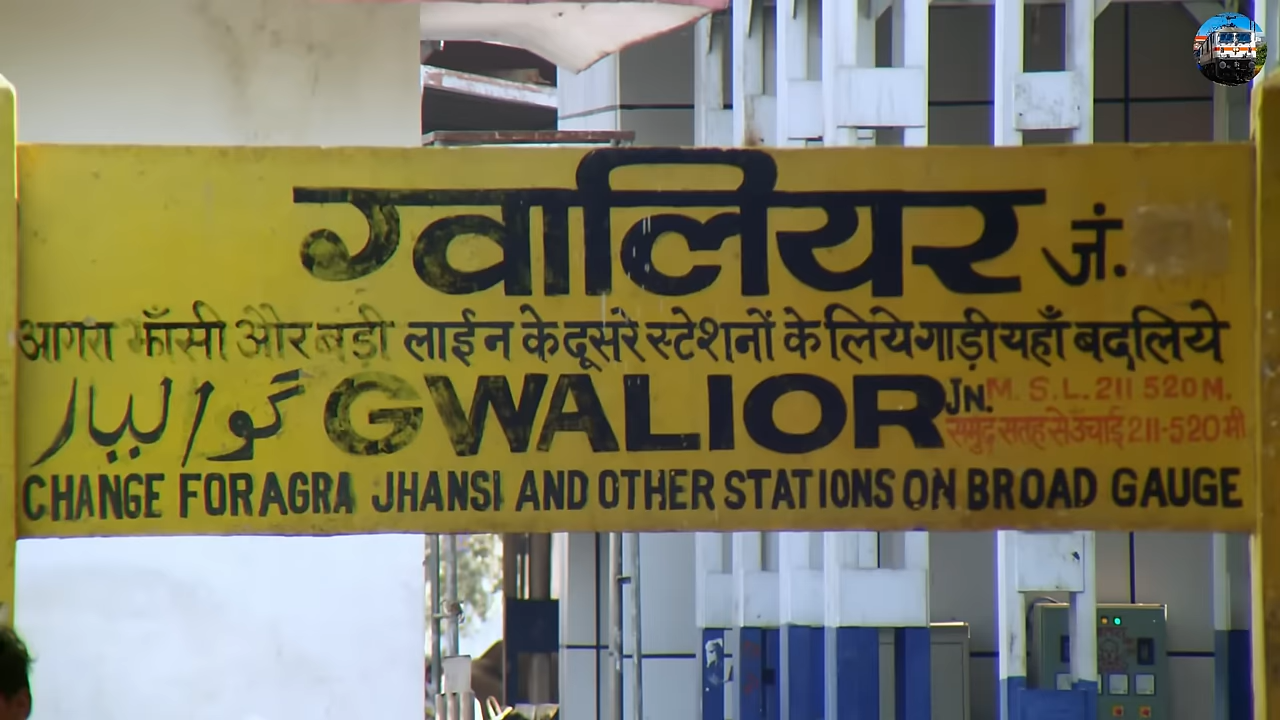 ग्वालियर जं.
आगरा झाँसी और बड़ी लाईन के दूसरे स्टेशनों के लिये गाड़ी यहाँ बदलिये
گوالیار GWALIOR JN. M. S. L. 211 520 M.
समुद्र सतह से उंचाई 211-520 मी
CHANGE FOR AGRA JHANSI AND OTHER STATIONS ON BROAD GAUGE